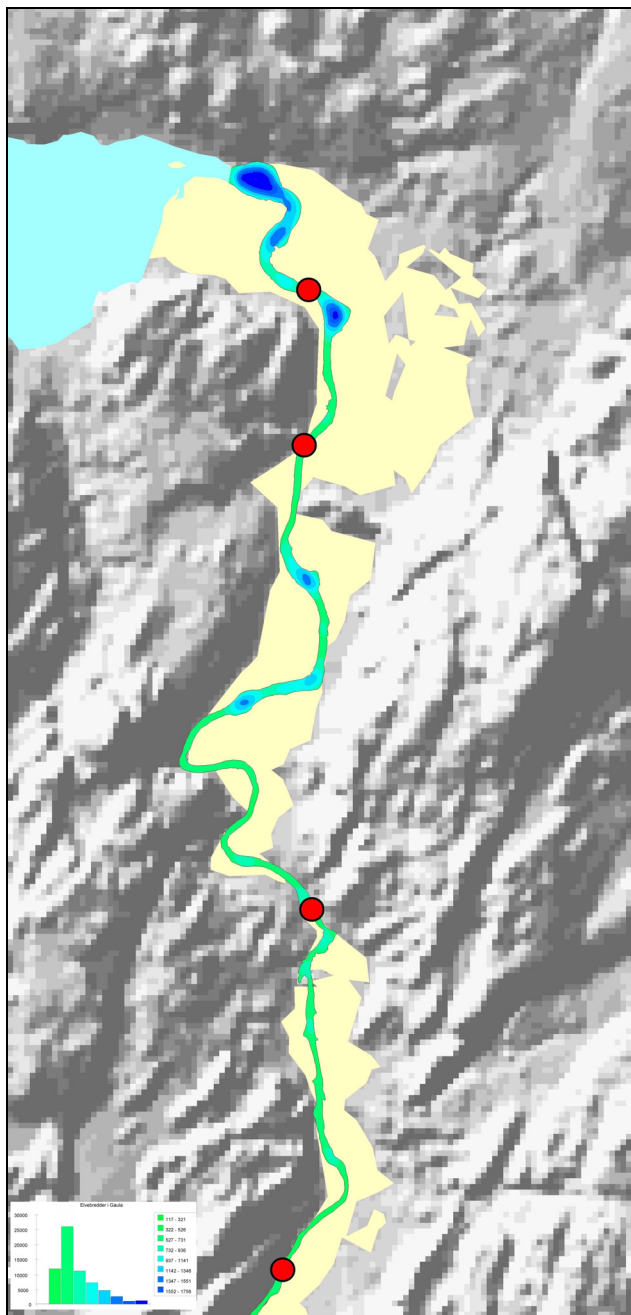 Elvebredder i Gaula
30000
25000
20000
15000
10000
5000
0
117 - 321
322 - 526
527 - 731
732 - 936
937 - 1141
1142 - 1346
1347 - 1551
1552 - 1756